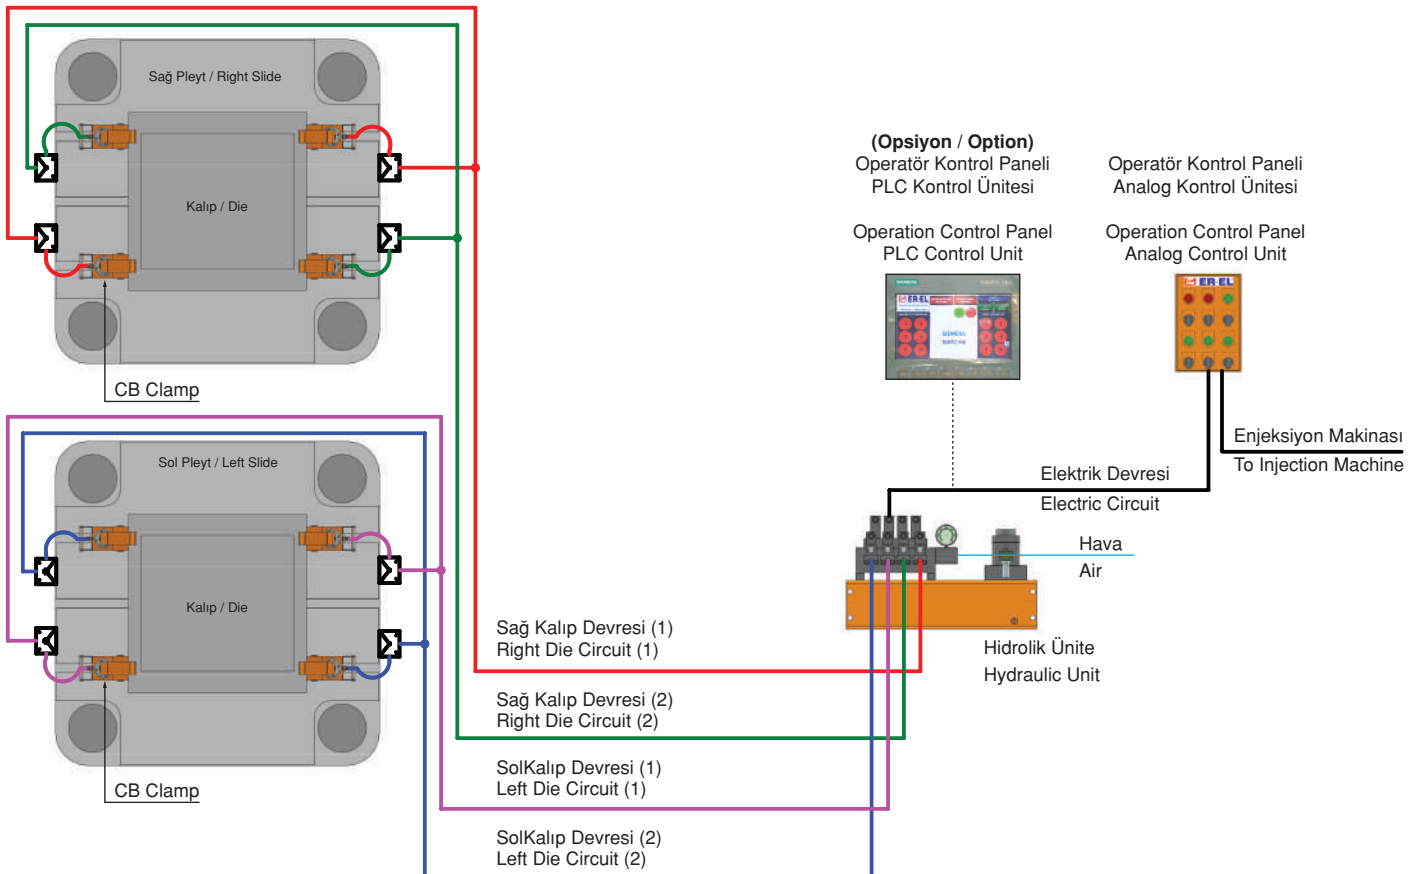 Sağ Pleyt / Right Slide
Kalıp / Die
CB Clamp
Sol Pleyt / Left Slide
Kalıp / Die
CB Clamp
(Opsiyon / Option)
Operatör Kontrol Paneli
PLC Kontrol Ünitesi
Operation Control Panel
PLC Control Unit
SIEMENS
ER-EL
SIEMENS
Operatör Kontrol Paneli
Analog Kontrol Ünitesi
Operation Control Panel
Analog Control Unit
ER-EL
Enjeksiyon Makinası
To Injection Machine
Elektrik Devresi
Electric Circuit
Hava
Air
Hidrolik Ünite
Hydraulic Unit
Sağ Kalıp Devresi (1)
Right Die Circuit (1)
Sağ Kalıp Devresi (2)
Right Die Circuit (2)
SolKalıp Devresi (1)
Left Die Circuit (1)
SolKalıp Devresi (2)
Left Die Circuit (2)